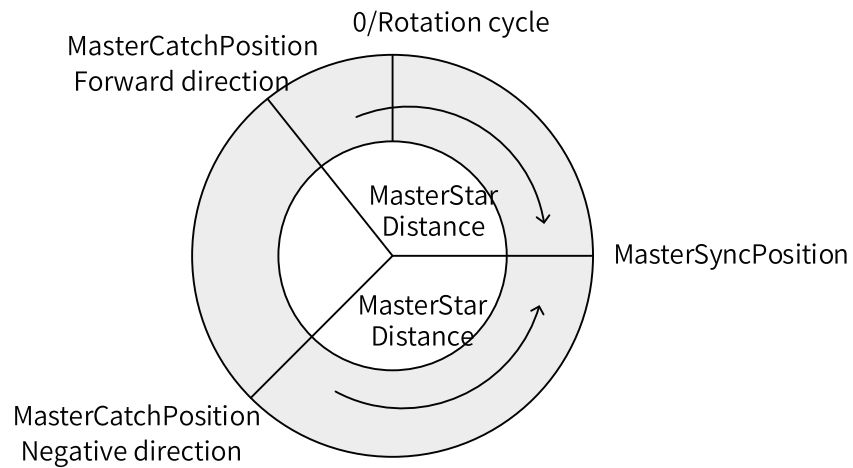 0/Rotation cycle
MasterCatchPosition
Forward direction
MasterStar
Distance
MasterSyncPosition
MasterStar
Distance
MasterCatchPosition
Negative direction